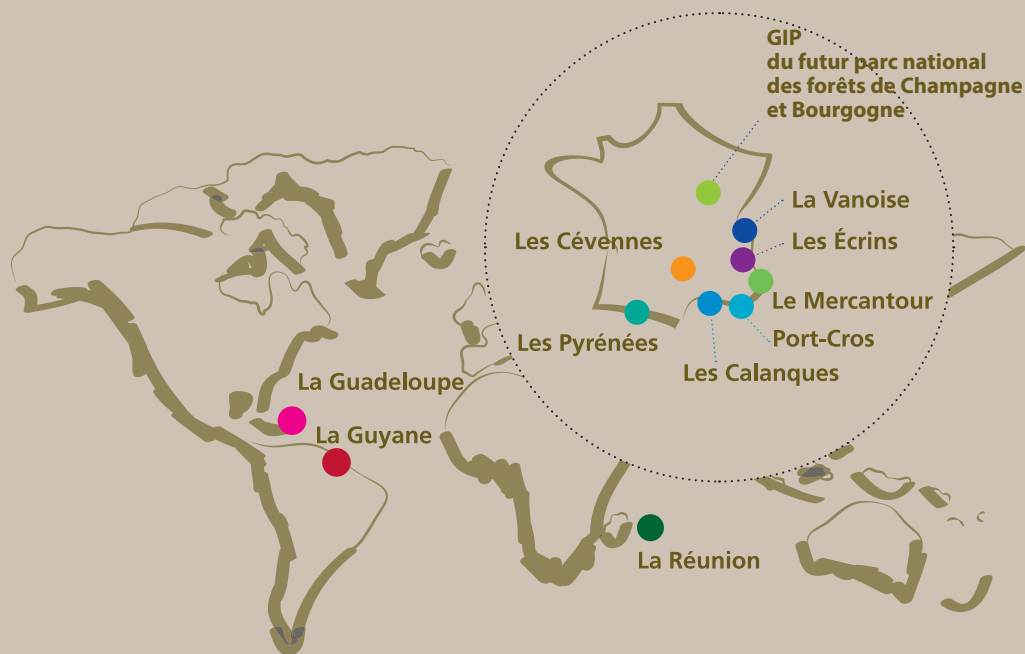 GIP
du futur parc national
des forêts de Champagne
et Bourgogne
La Vanoise
Les Cévennes
Les Écrins
Le Mercantour
Port-Cros
Les Pyrénées
Les Calanques
La Guadeloupe
La Guyane
La Réunion